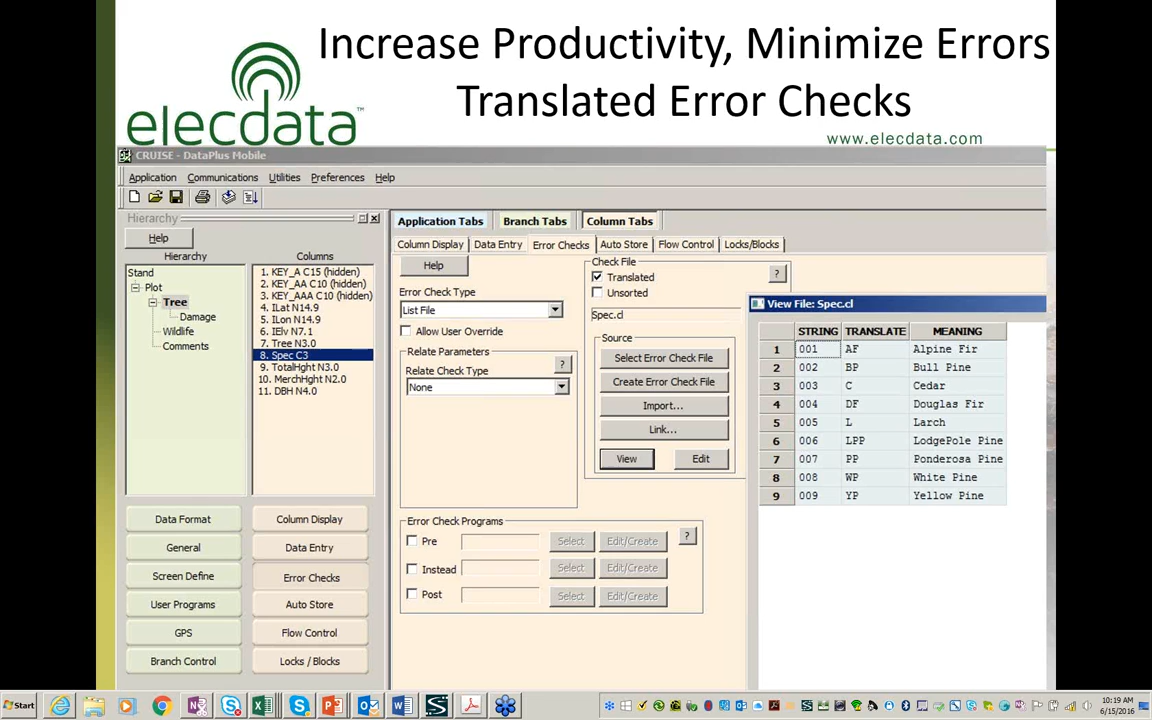 Increase Productivity, Minimize Errors
Translated Error Checks
elecdata™
www.elecdata.com
CRUISE - DataPlus Mobile
Application Communications Utilities Preferences Help
Hierarchy
Help
Hierarchy Columns
Stand
Plot
Tree
Damage
Wildlife
Comments
1. KEY_A C15 (hidden)
2. KEY_AA C10 (hidden)
3. KEY_AAA C10 (hidden)
4. ILat N14.9
5. ILon N14.9
6. IElv N7.1
7. Tree N3.0
8. Spec C3
9. TotalHght N3.0
10. MerchHght N2.0
11. DBH N4.0
Data Format Column Display
General Data Entry
Screen Define Error Checks
User Programs Auto Store
GPS Flow Control
Branch Control Locks / Blocks
Application Tabs Branch Tabs Column Tabs
Column Display Data Entry Error Checks Auto Store Flow Control Locks/Blocks
Help
Error Check Type
List File
Allow User Override
Relate Parameters
?
Relate Check Type
None
Check File
Translated
?
Unsorted
Spec.cl
Source
Select Error Check File
Create Error Check File
Import...
Link...
View Edit
Error Check Programs
?
Pre Select Edit/Create
Instead Select Edit/Create
Post Select Edit/Create
View File: Spec.cl
STRING TRANSLATE MEANING
1 001 AF Alpine Fir
2 002 BP Bull Pine
3 003 C Cedar
4 004 DF Douglas Fir
5 005 L Larch
6 006 LPP LodgePole Pine
7 007 PP Ponderosa Pine
8 008 WP White Pine
9 009 YP Yellow Pine
Start
10:19 AM
6/15/2016